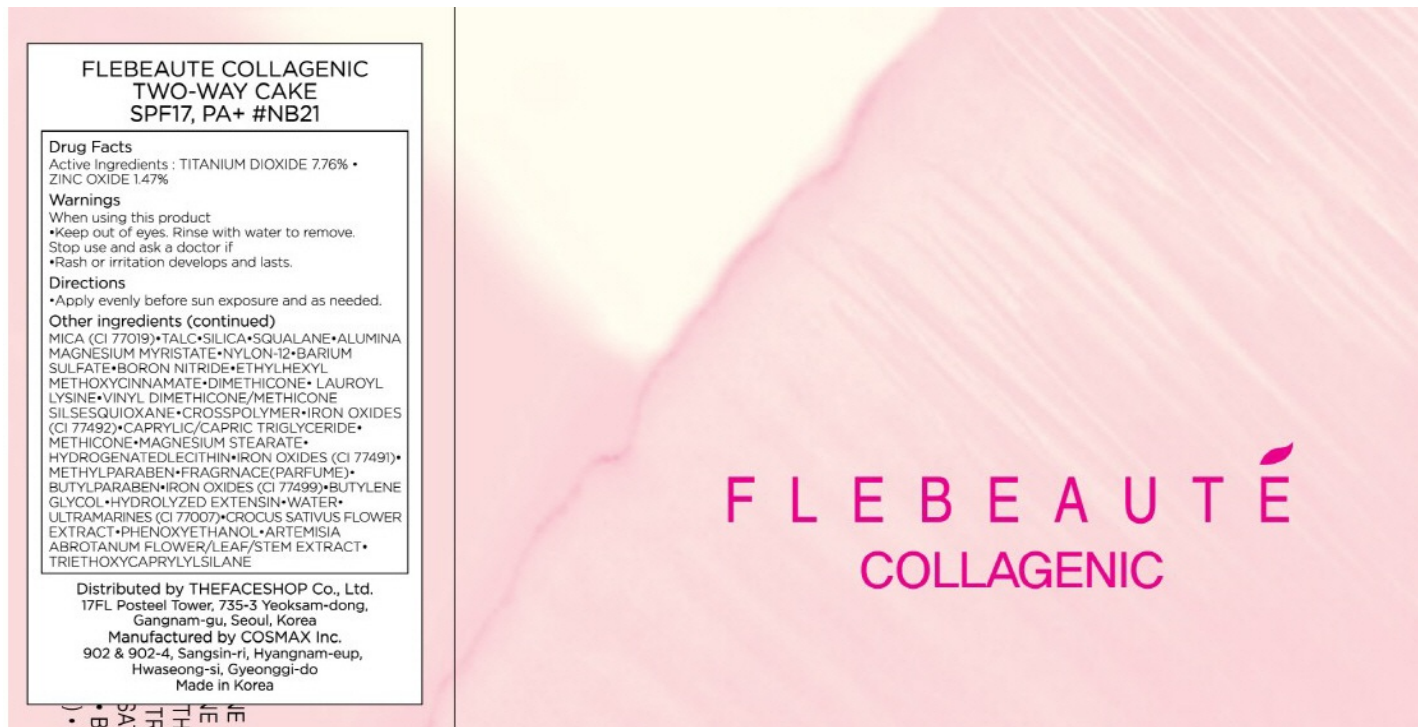 FLEBEAUTE COLLAGENIC
TWO-WAY CAKE
SPF17, PA+ #NB21
Drug Facts
Active Ingredients : TITANIUM DIOXIDE 7.76% •
ZINC OXIDE 1.47%
Warnings
When using this product
•Keep out of eyes. Rinse with water to remove.
Stop use and ask a doctor if
•Rash or irritation develops and lasts.
Directions
•Apply evenly before sun exposure and as needed.
Other ingredients (continued)
MICA (CI 77019)•TALC•SILICA•SQUALANE•ALUMINA
MAGNESIUM MYRISTATE•NYLON-12•BARIUM
SULFATE•BORON NITRIDE•ETHYLHEXYL
METHOXYCINNAMATE•DIMETHICONE• LAUROYL
LYSINE•VINYL DIMETHICONE/METHICONE
SILSESQUIOXANE•CROSSPOLYMER•IRON OXIDES
(CI 77492)•CAPRYLIC/CAPRIC TRIGLYCERIDE•
METHICONE•MAGNESIUM STEARATE•
HYDROGENATEDLECITHIN•IRON OXIDES (CI 77491)•
METHYLPARABEN•FRAGRNACE(PARFUME)•
BUTYLPARABEN•IRON OXIDES (CI 77499)•BUTYLENE
GLYCOL•HYDROLYZED EXTENSIN•WATER•
ULTRAMARINES (CI 77007)•CROCUS SATIVUS FLOWER
EXTRACT•PHENOXYETHANOL•ARTEMISIA
ABROTANUM FLOWER/LEAF/STEM EXTRACT•
TRIETHOXYCAPRYLYLSILANE
Distributed by THEFACESHOP Co., Ltd.
17FL Posteel Tower, 735-3 Yeoksam-dong,
Gangnam-gu, Seoul, Korea
Manufactured by COSMAX Inc.
902 & 902-4, Sangsin-ri, Hyangnam-eup,
Hwaseong-si, Gyeonggi-do
Made in Korea
FLEBEAUTÉ
COLLAGENIC